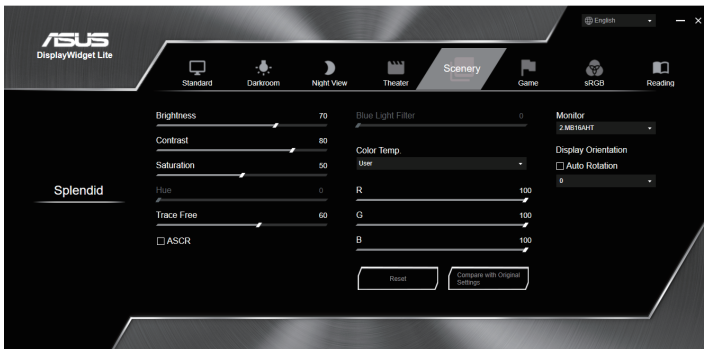 English
ASUS
DisplayWidget Lite
Standard
Darkroom
Night View
Theater
Scenery
Game
sRGB
Reading
Splendid
Brightness 70
Contrast 80
Saturation 50
Hue 0
Trace Free 60
ASCR
Blue Light Filter 0
Color Temp.
User
R 100
G 100
B 100
Reset
Compare with Original
Settings
Monitor
2.MB16AHT
Display Orientation
Auto Rotation
0